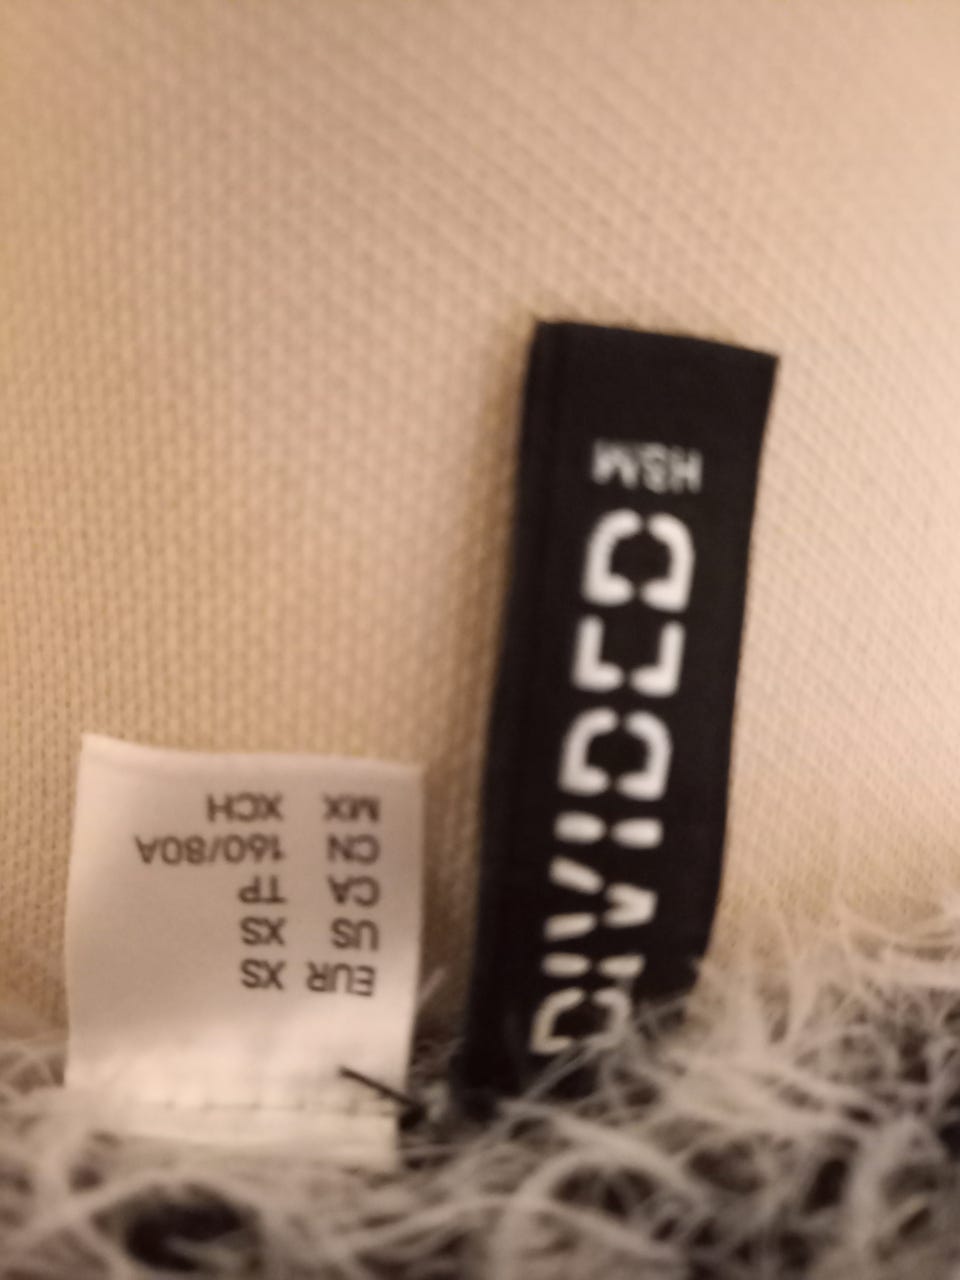 EUR XS
US XS
CA TP
CN 160/80A
MX XCH
DIVIDED
H&M